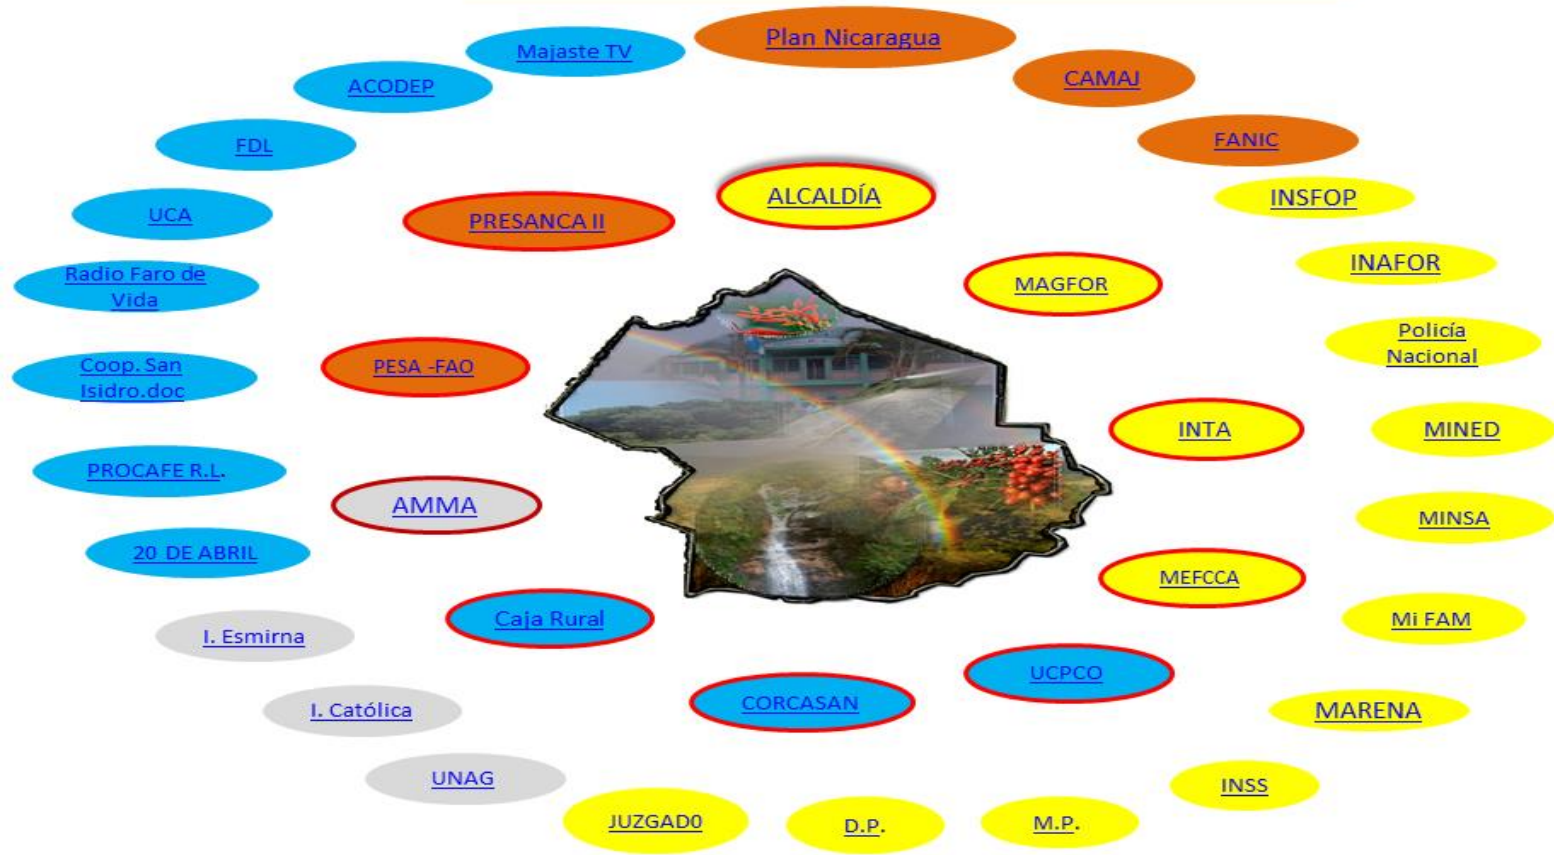 Plan Nicaragua
Majaste TV
CAMAJ
ACODEP
FANIC
FDL
ALCALDÍA
INSFOP
UCA
PRESANCA II
INAFOR
Radio Faro de
Vida
MAGFOR
Policía
Nacional
Coop. San
Isidro.doc
PESA -FAO
INTA
MINED
PROCAFE R.L.
AMMA
MINSA
20 DE ABRIL
MEFCCA
Caja Rural
Mi FAM
I. Esmirna
UCPCO
CORCASAN
I. Católica
MARENA
UNAG
INSS
JUZGAD0
D.P.
M.P.